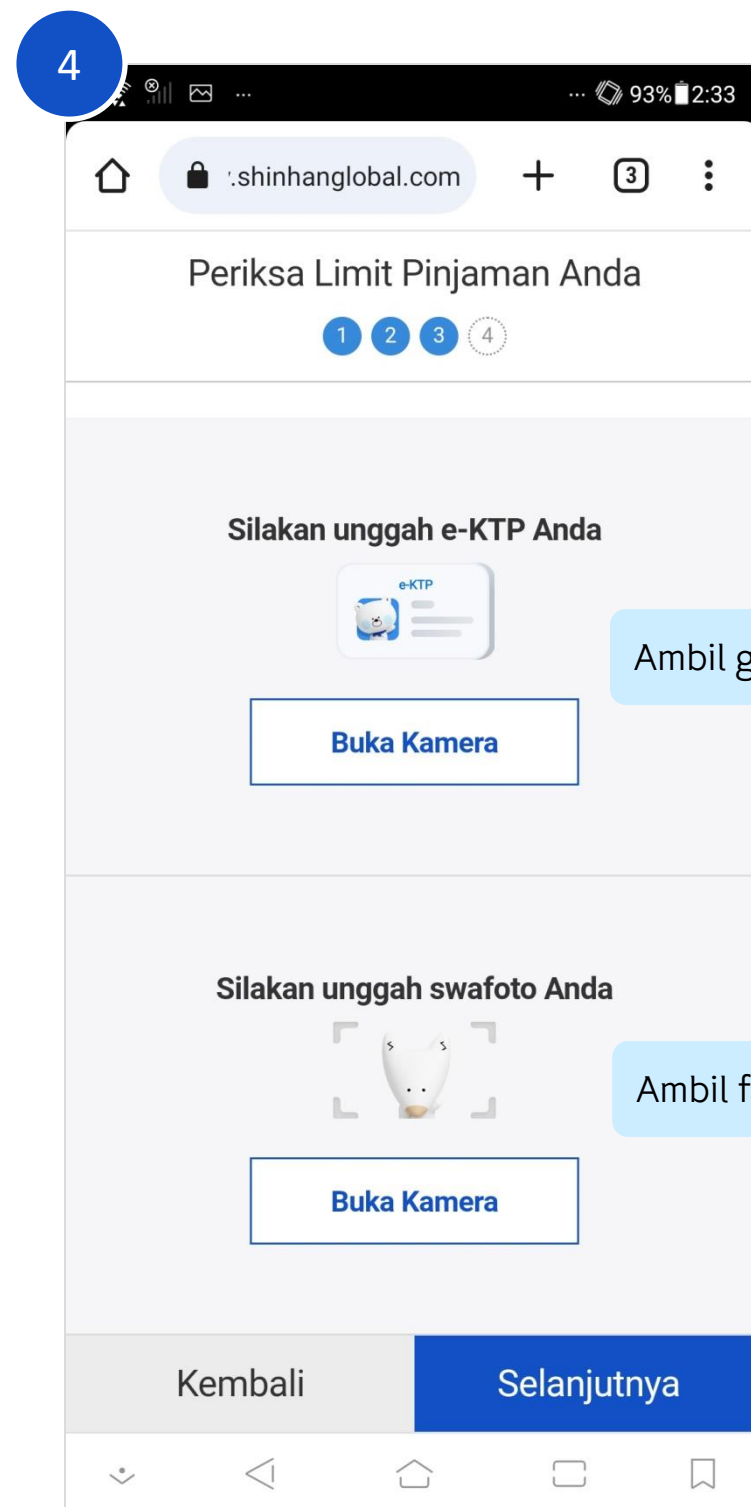 4
... ... 93% 2:33
.shinhanglobal.com 3
Periksa Limit Pinjaman Anda
1 2 3 4
Silakan unggah e-KTP Anda
e-KTP
Ambil g
Buka Kamera
Silakan unggah swafoto Anda
Ambil f
Buka Kamera
Kembali Selanjutnya